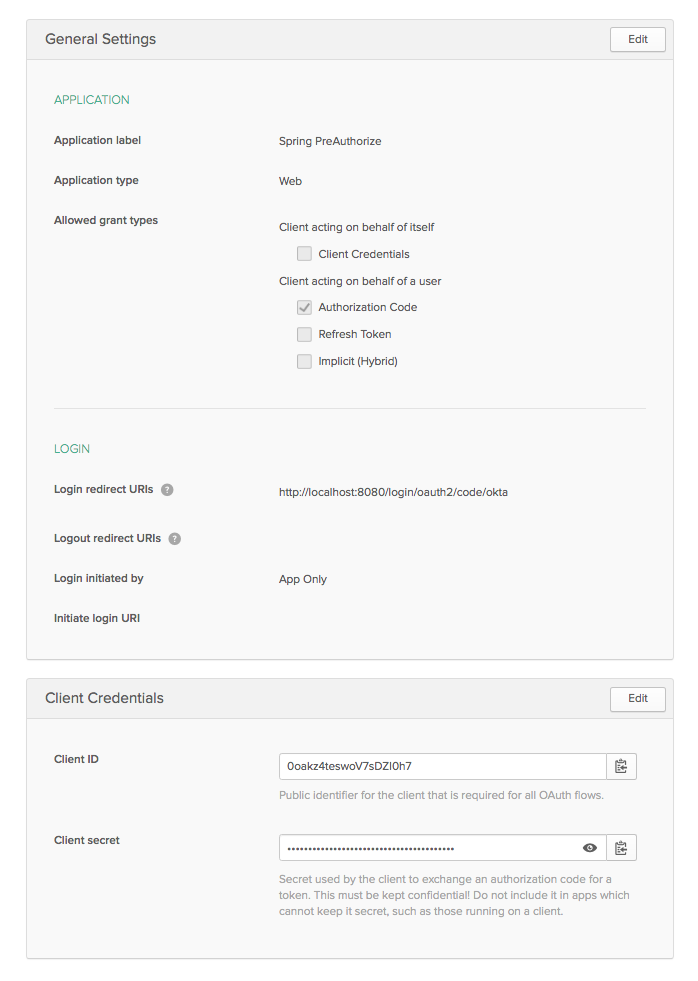 General Settings
Edit
APPLICATION
Application label
Spring PreAuthorize
Application type
Web
Allowed grant types
Client acting on behalf of itself
Client Credentials
Client acting on behalf of a user
Authorization Code
Refresh Token
Implicit (Hybrid)
LOGIN
Login redirect URIs ?
http://localhost:8080/login/oauth2/code/okta
Logout redirect URIs ?
Login initiated by
App Only
Initiate login URI
Client Credentials
Edit
Client ID
0oakz4teswoV7sDZI0h7
Public identifier for the client that is required for all OAuth flows.
Client secret
••••••••••••••••••••••••••••••••••••••••
Secret used by the client to exchange an authorization code for a
token. This must be kept confidential! Do not include it in apps which
cannot keep it secret, such as those running on a client.